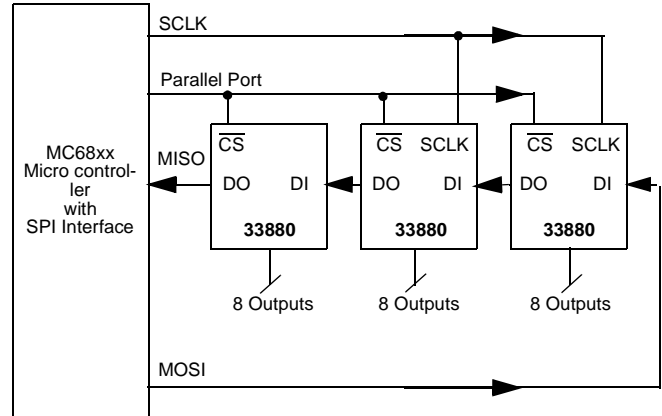 SCLK
Parallel Port
MC68xx
Micro control-
ler
with
SPI Interface
MISO
CS
DO DI
33880
8 Outputs
CS SCLK
DO DI
33880
8 Outputs
CS SCLK
DO DI
33880
8 Outputs
MOSI